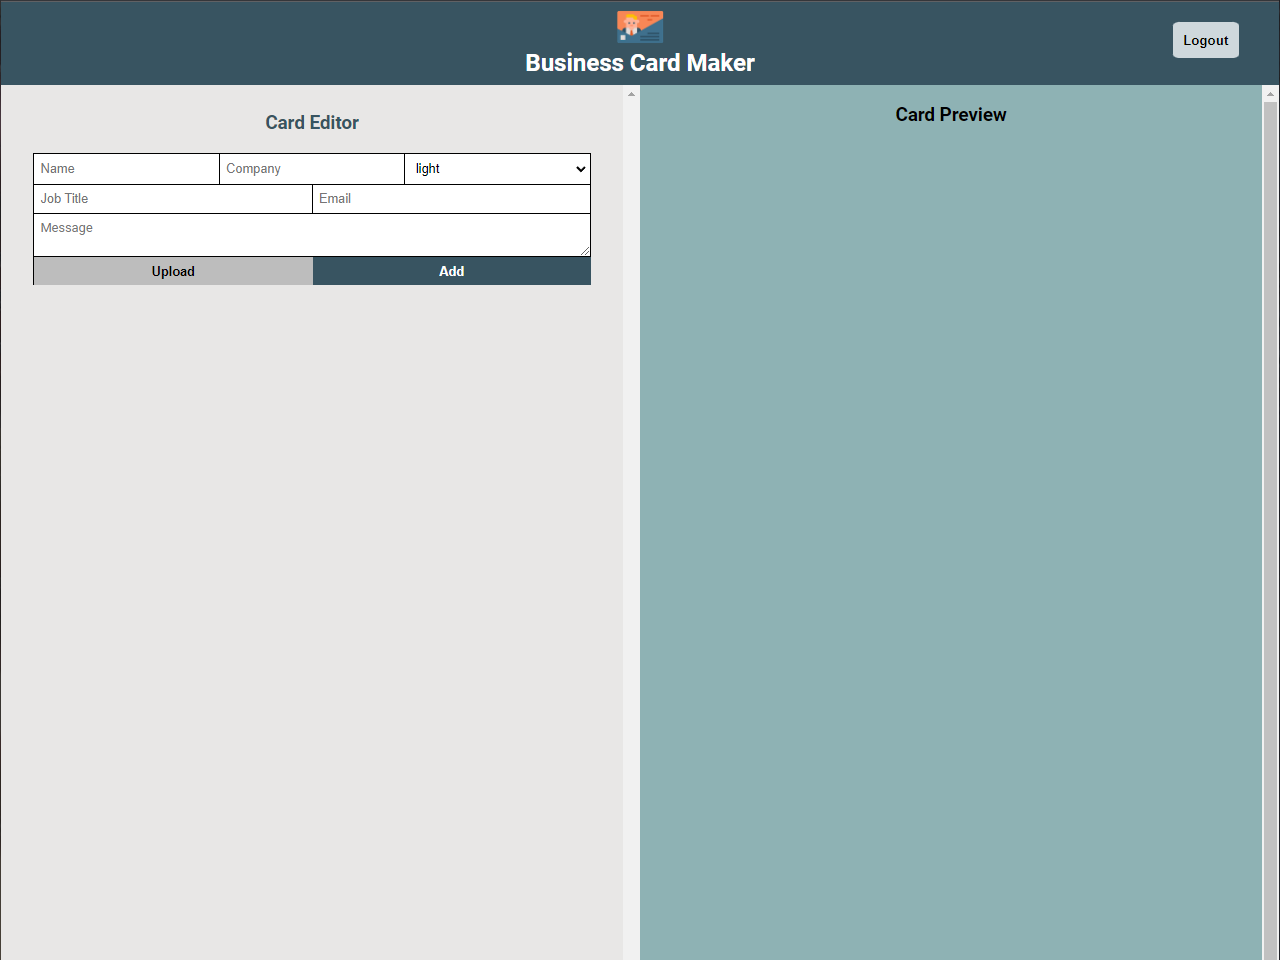 Business Card Maker
Logout
Card Editor
Name
Company
light
Job Title
Email
Message
Upload
Add
Card Preview